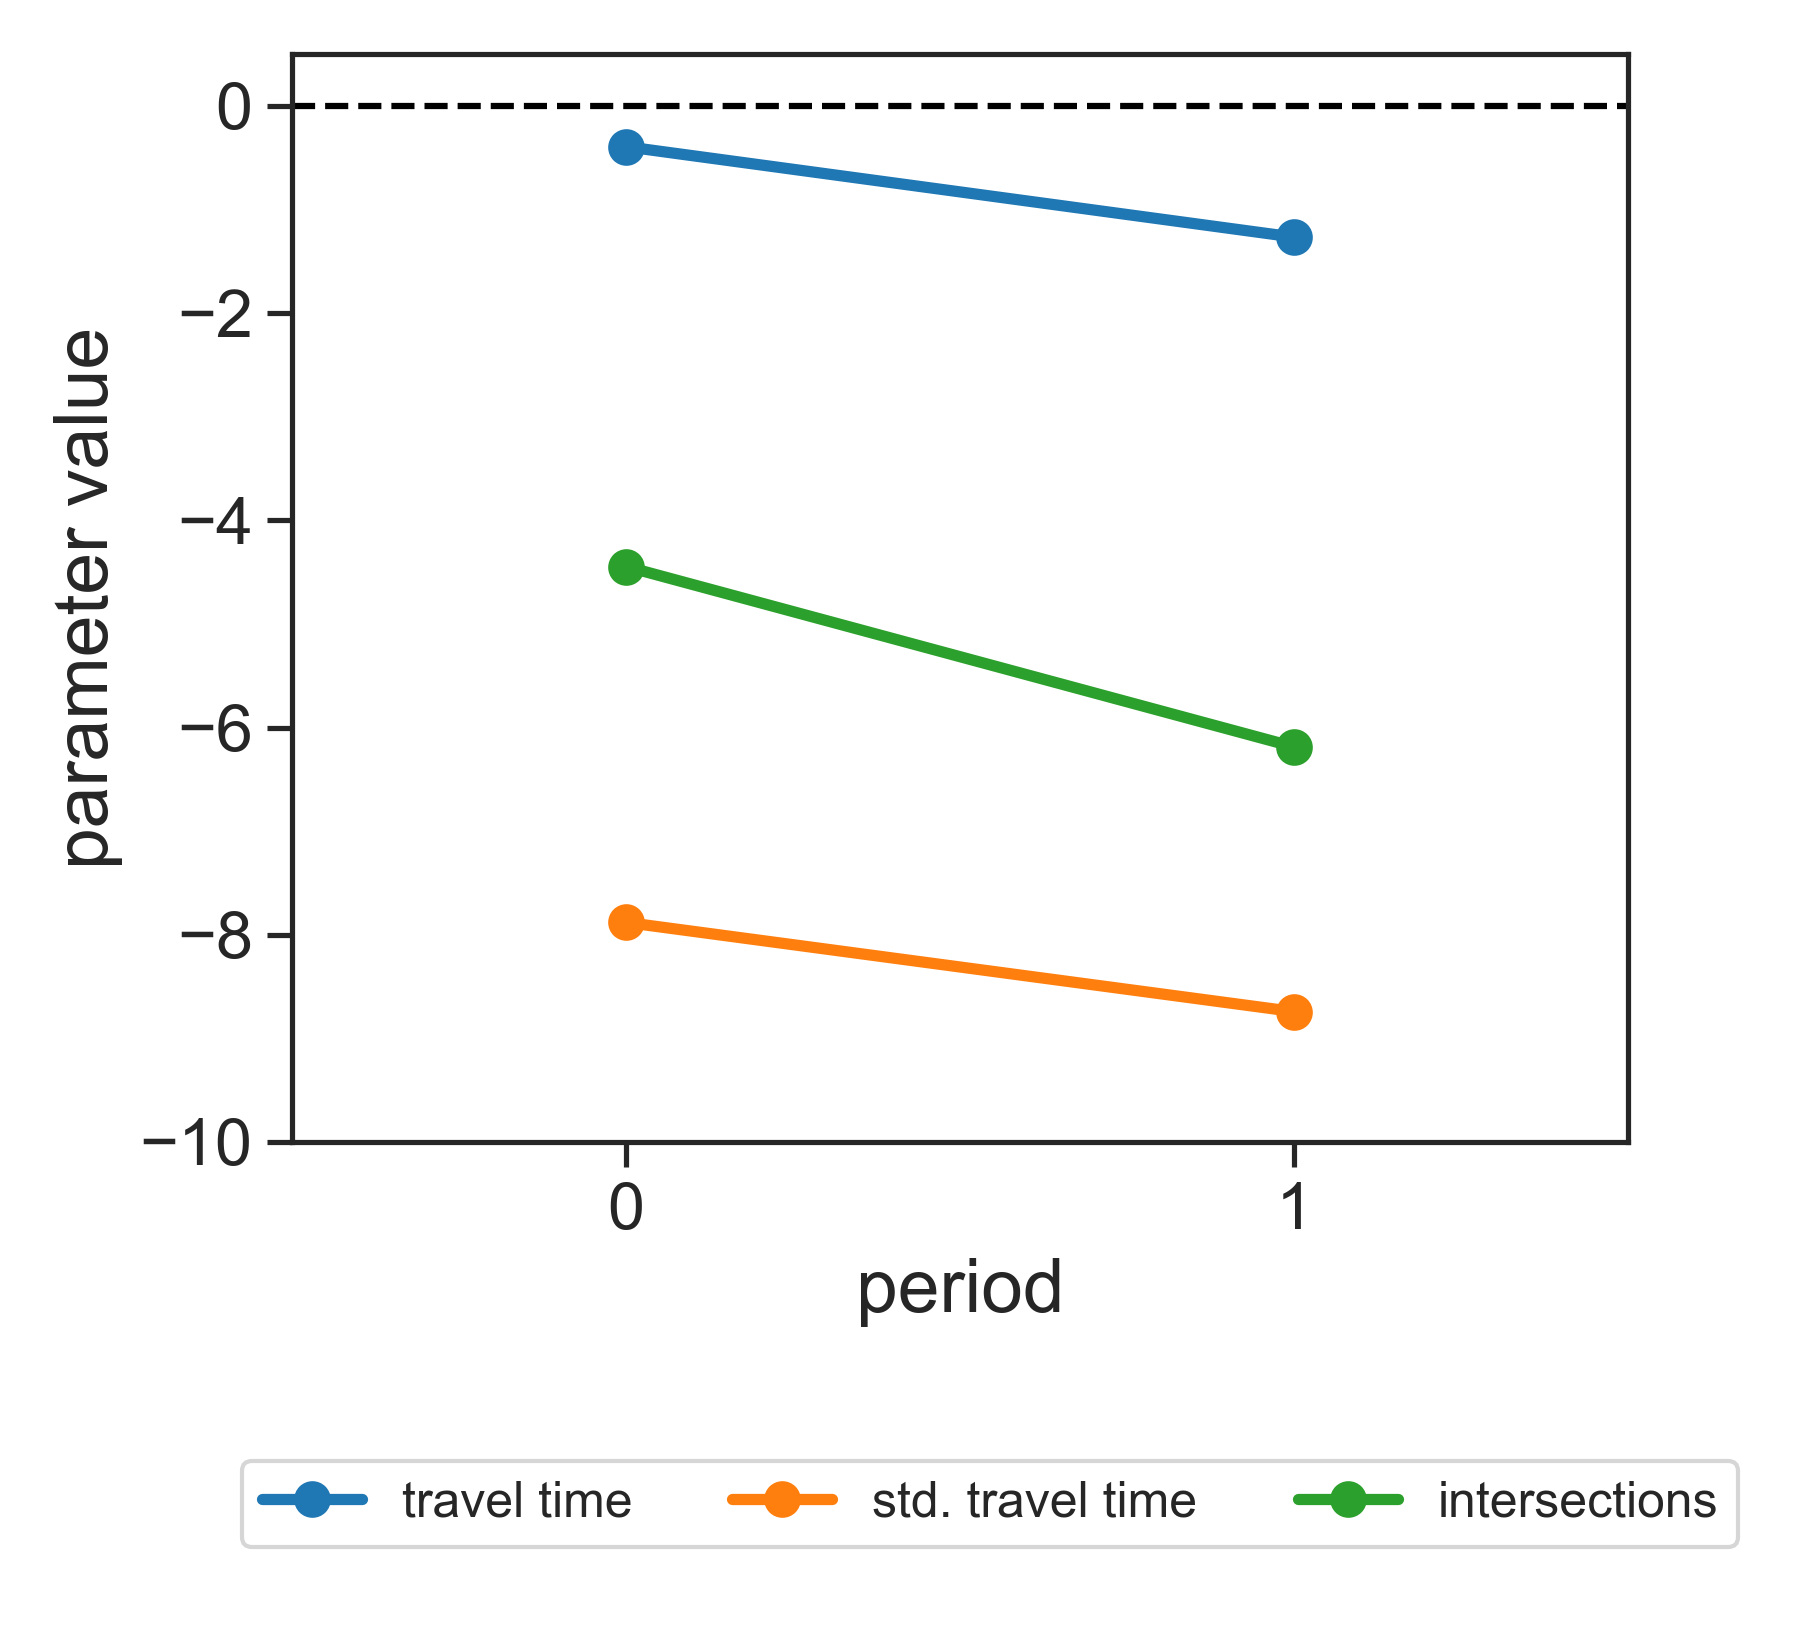 0
−2
−4
−6
−8
−10
parameter value
0 1
period
travel time std. travel time intersections